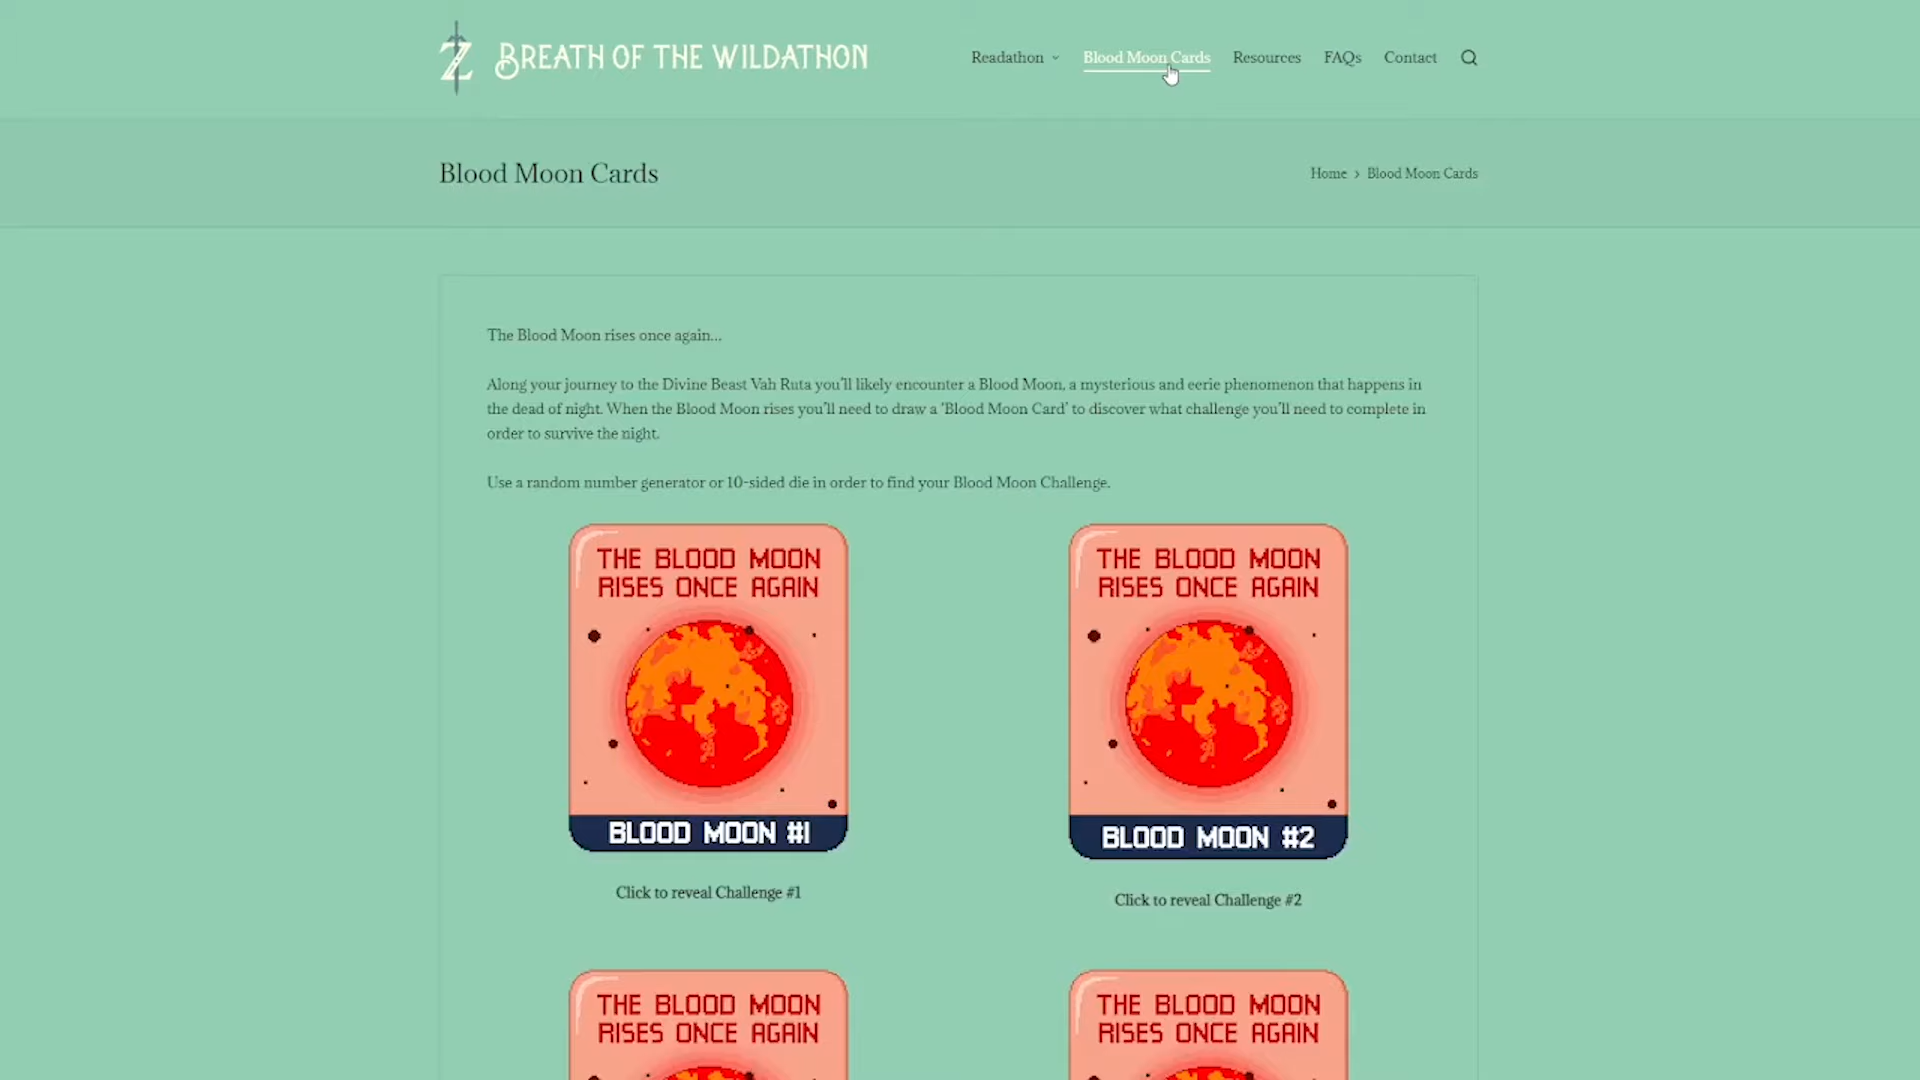 Z BREATH OF THE WILDATHON
Readathon Blood Moon Cards Resources FAQs Contact
Blood Moon Cards
Home > Blood Moon Cards
The Blood Moon rises once again...
Along your journey to the Divine Beast Vah Ruta you'll likely encounter a Blood Moon, a mysterious and eerie phenomenon that happens in
the dead of night. When the Blood Moon rises you'll need to draw a 'Blood Moon Card' to discover what challenge you'll need to complete in
order to survive the night.
Use a random number generator or 10-sided die in order to find your Blood Moon Challenge.
THE BLOOD MOON
RISES ONCE AGAIN
BLOOD MOON #1
Click to reveal Challenge #1
THE BLOOD MOON
RISES ONCE AGAIN
BLOOD MOON #2
Click to reveal Challenge #2
THE BLOOD MOON
RISES ONCE AGAIN
THE BLOOD MOON
RISES ONCE AGAIN